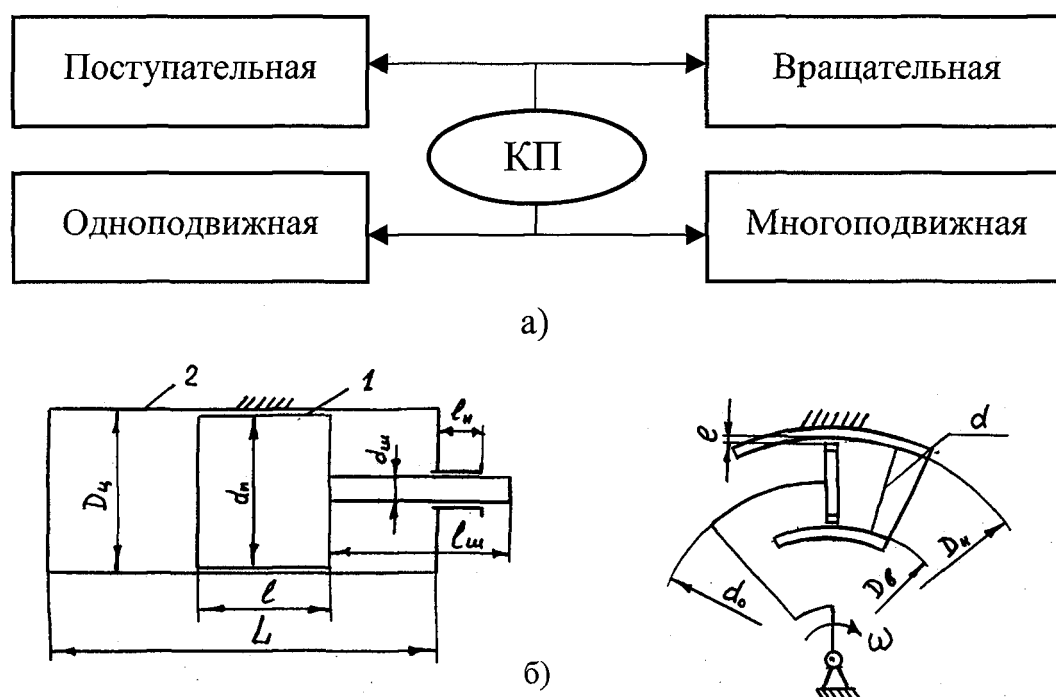 Поступательная
Вращательная
КП
Одноподвижная
Многоподвижная
а)
2
1
lн
dш
Dц
dп
lш
l
L
e
d
Dн
Dв
d₀
ω
б)